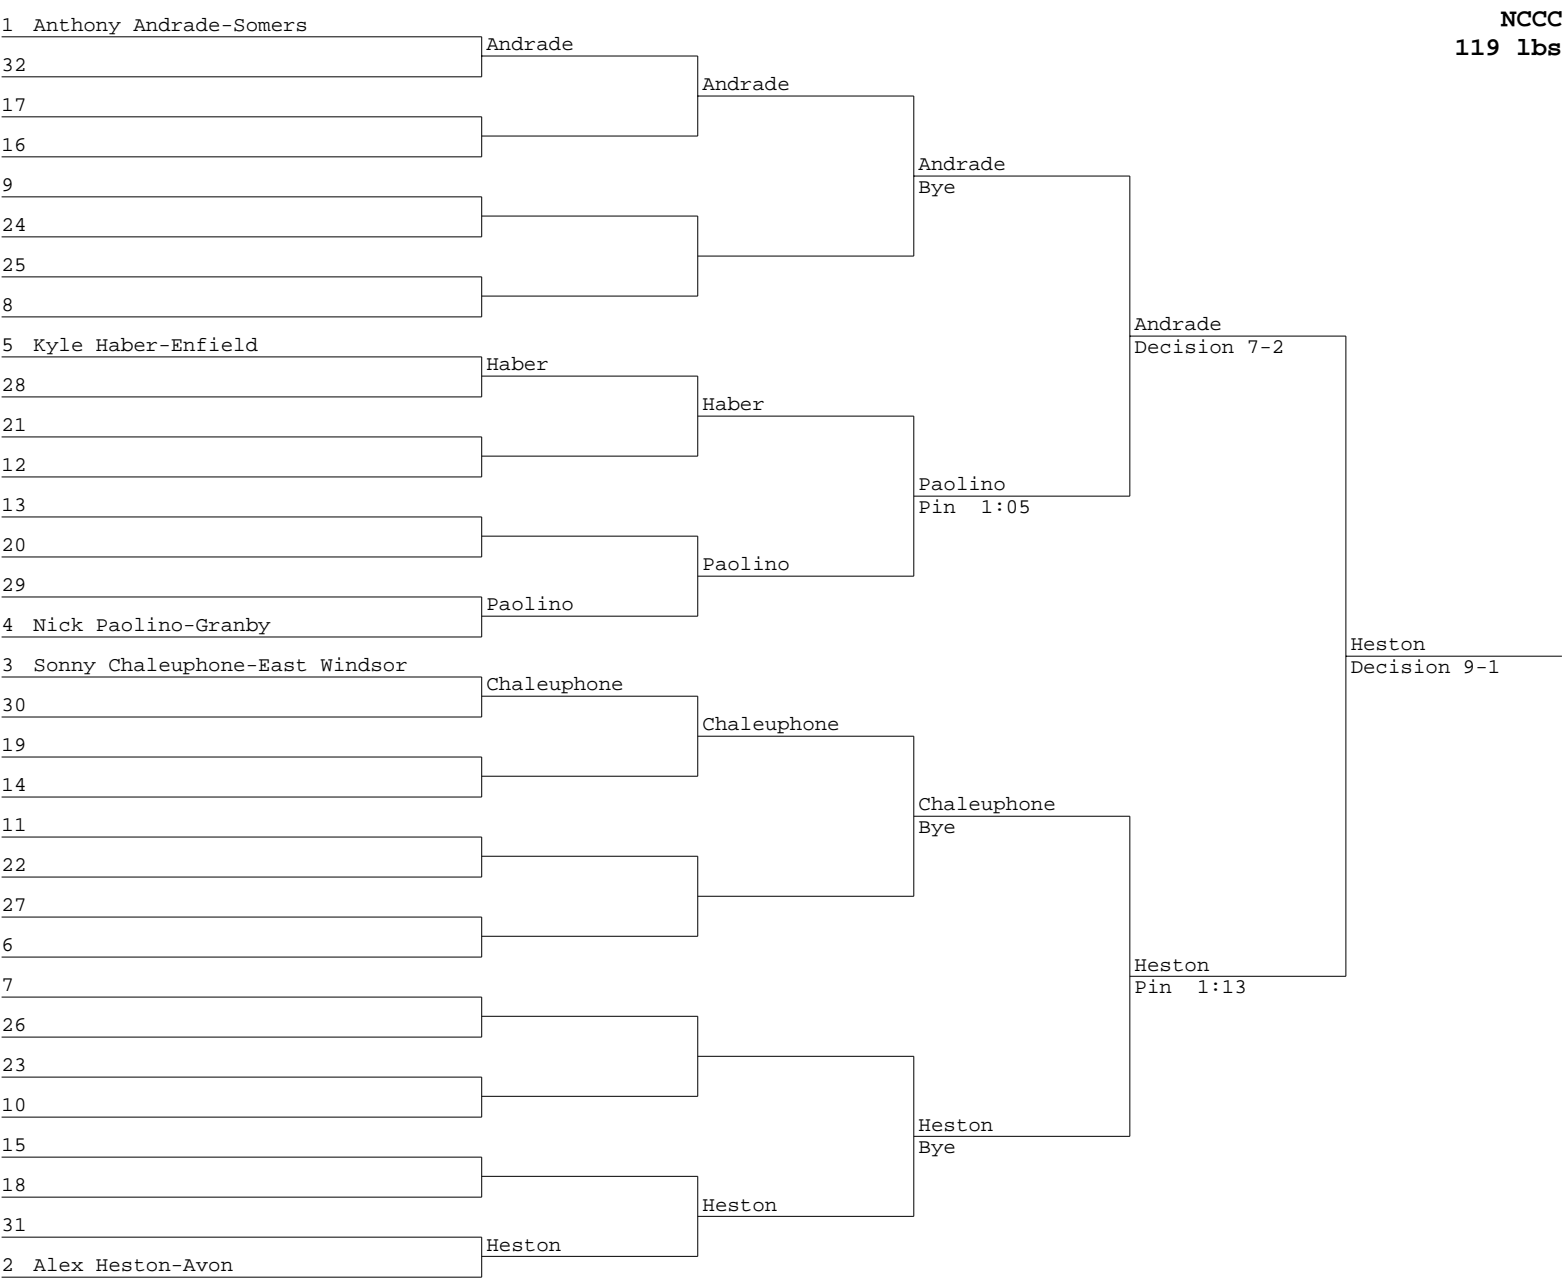 NCCC
119 lbs
1 Anthony Andrade-Somers
32
17
16
9
24
25
8
5 Kyle Haber-Enfield
28
21
12
13
20
29
4 Nick Paolino-Granby
3 Sonny Chaleuphone-East Windsor
30
19
14
11
22
27
6
7
26
23
10
15
18
31
2 Alex Heston-Avon
Andrade
Haber
Paolino
Chaleuphone
Heston
Andrade
Haber
Paolino
Chaleuphone
Heston
Andrade
Bye
Paolino
Pin 1:05
Chaleuphone
Bye
Heston
Bye
Andrade
Decision 7-2
Heston
Pin 1:13
Heston
Decision 9-1